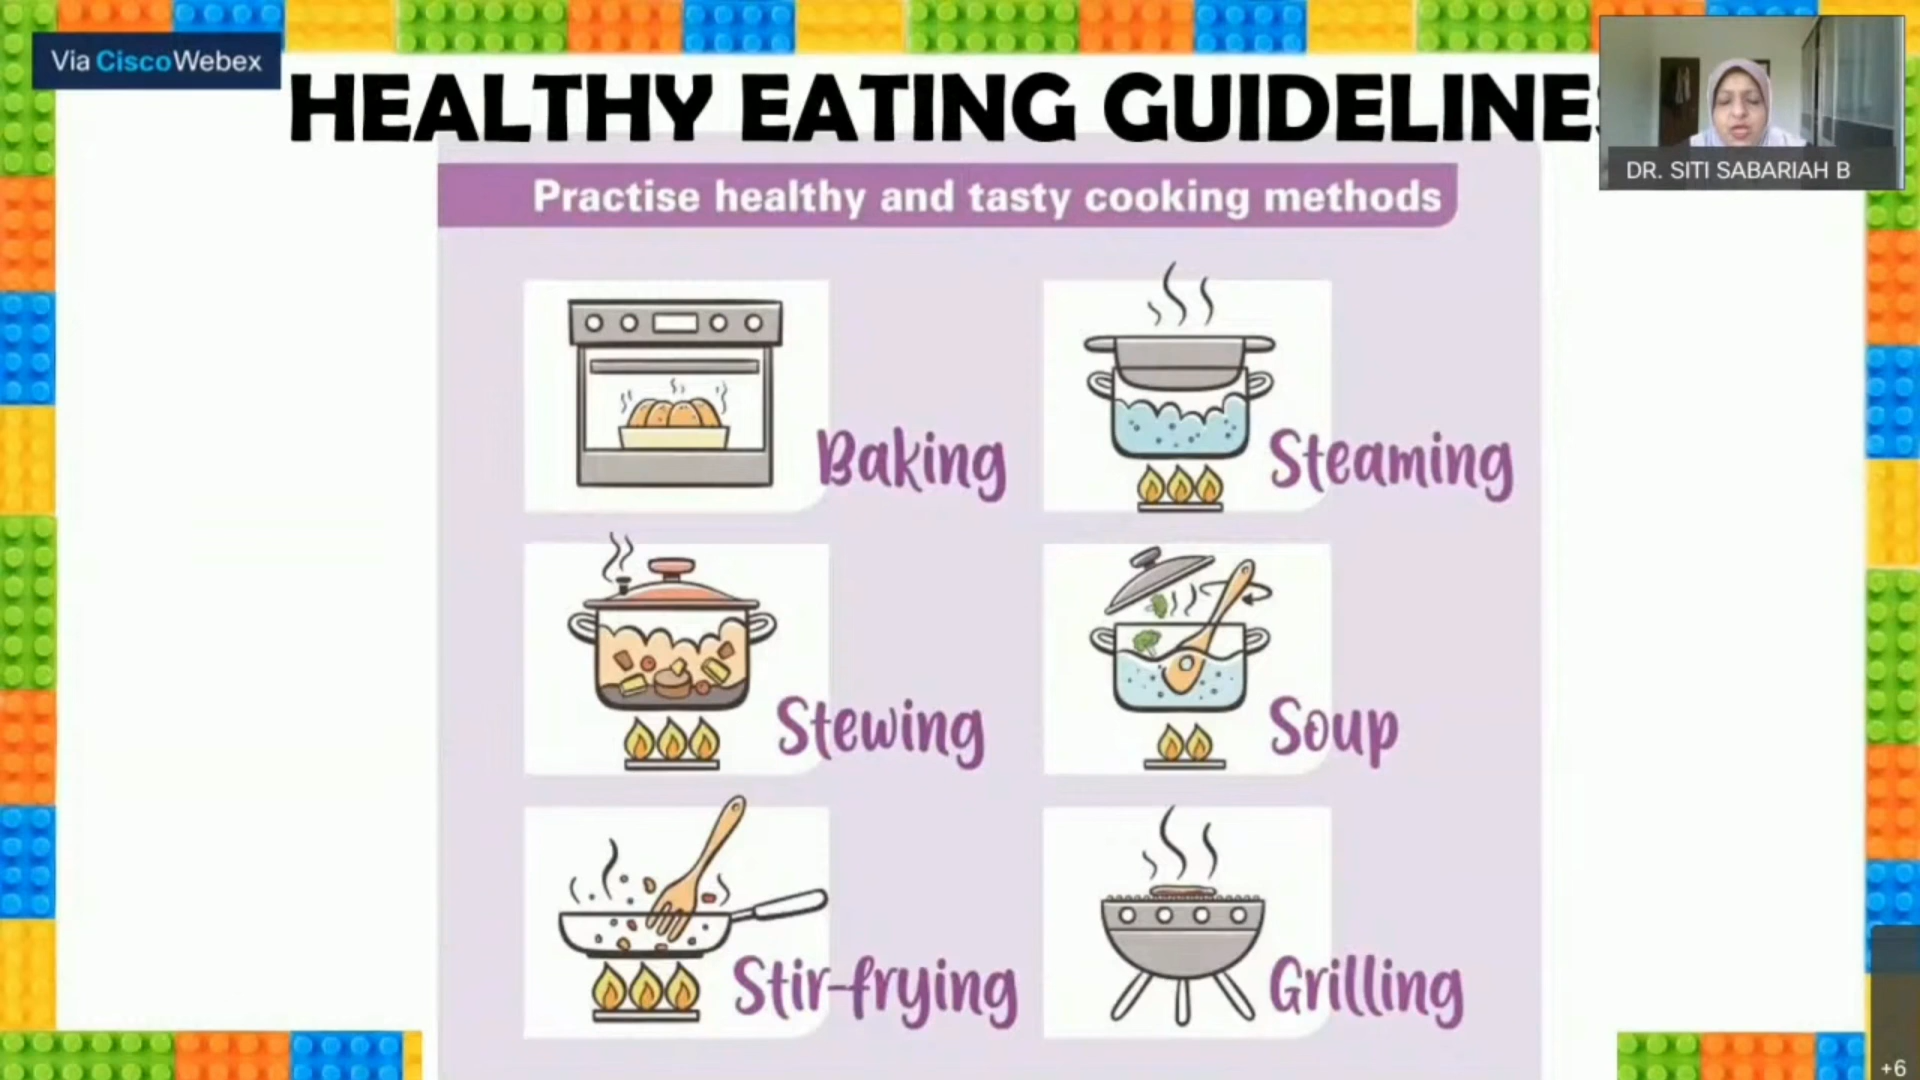 Via CiscoWebex
HEALTHY EATING GUIDELINES
DR. SITI SABARIAH B
Practise healthy and tasty cooking methods
Baking
Steaming
Stewing
Soup
Stir-frying
Grilling
+6